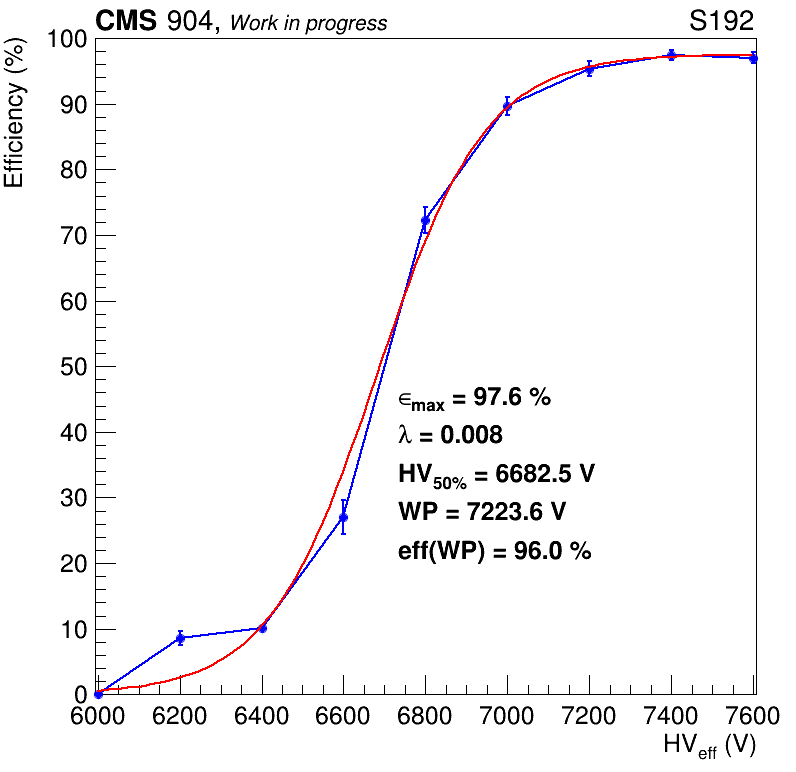 CMS 904, Work in progress S192
Efficiency (%)
100
90
80
70
60
50
40
30
20
10
0
∈max = 97.6 %
λ = 0.008
HV50% = 6682.5 V
WP = 7223.6 V
eff(WP) = 96.0 %
6000 6200 6400 6600 6800 7000 7200 7400 7600
HVeff (V)